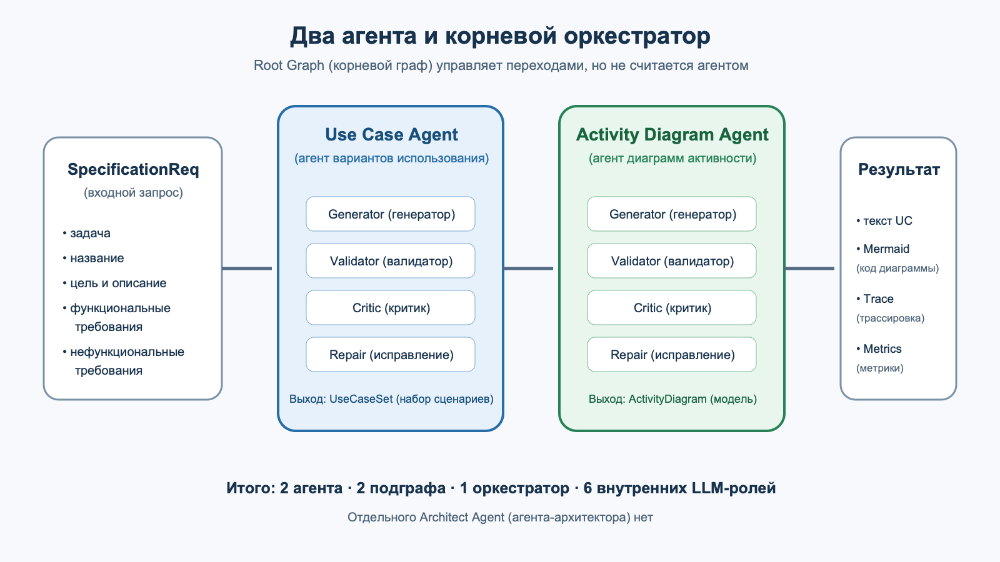 Два агента и корневой оркестратор
Root Graph (корневой граф) управляет переходами, но не считается агентом
SpecificationReq
(входной запрос)
• задача
• название
• цель и описание
• функциональные
требования
• нефункциональные
требования
Use Case Agent
(агент вариантов использования)
Generator (генератор)
Validator (валидатор)
Critic (критик)
Repair (исправление)
Выход: UseCaseSet (набор сценариев)
Activity Diagram Agent
(агент диаграмм активности)
Generator (генератор)
Validator (валидатор)
Critic (критик)
Repair (исправление)
Выход: ActivityDiagram (модель)
Результат
• текст UC
• Mermaid
(код диаграммы)
• Trace
(трассировка)
• Metrics
(метрики)
Итого: 2 агента · 2 подграфа · 1 оркестратор · 6 внутренних LLM-ролей
Отдельного Architect Agent (агента-архитектора) нет